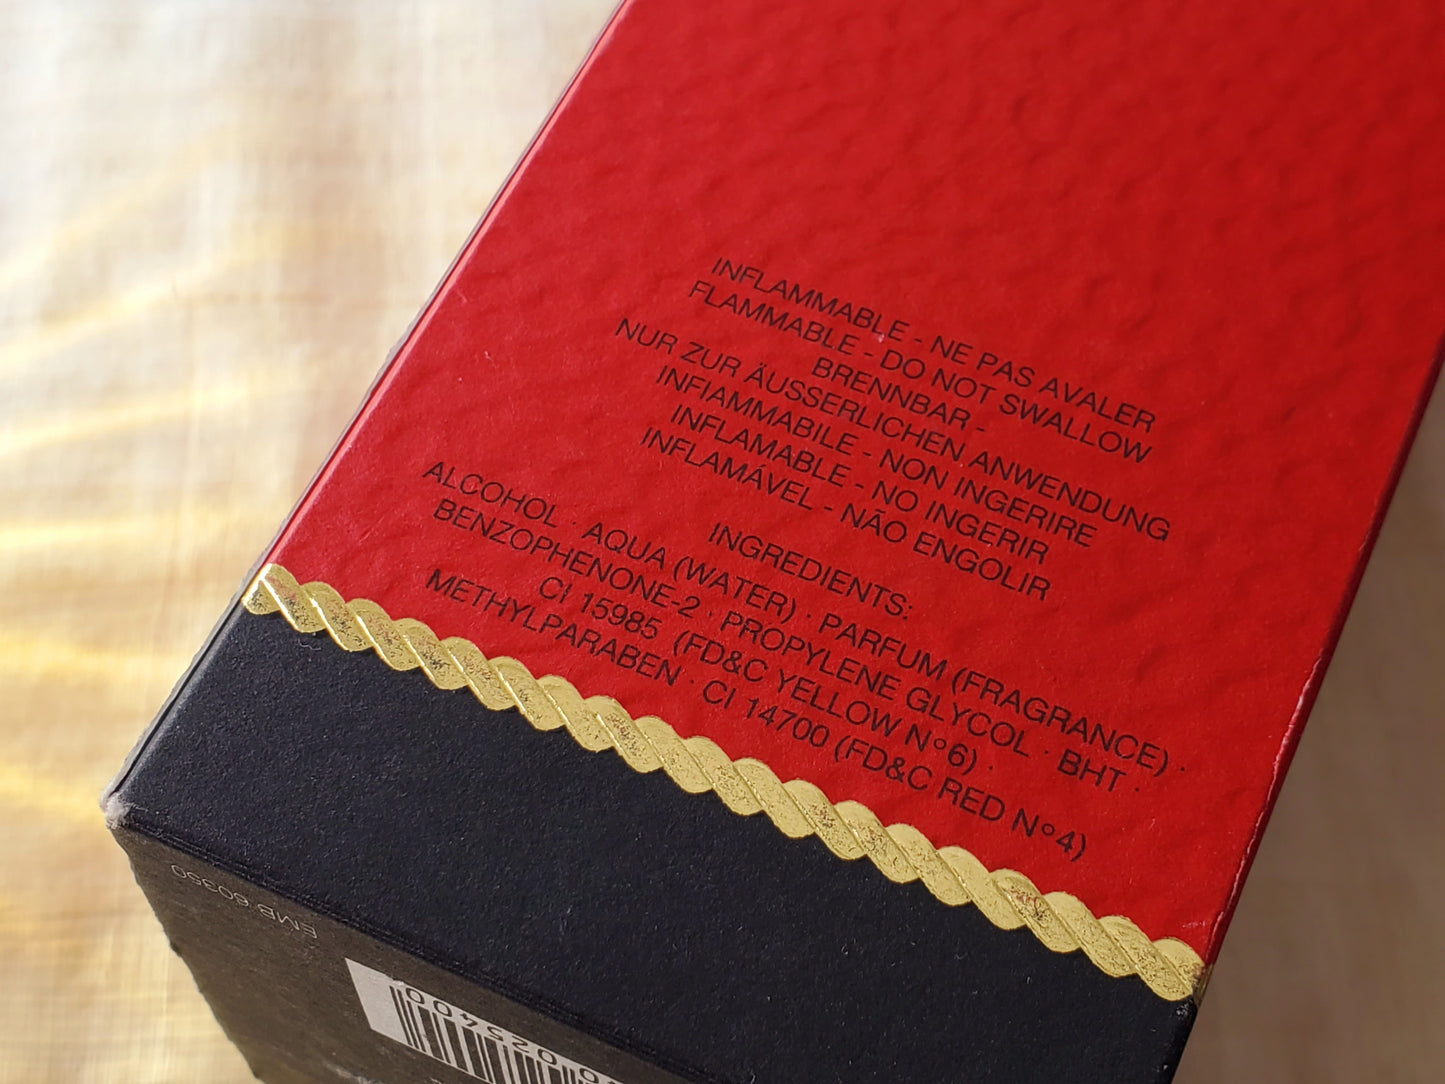 INFLAMMABLE - NE PAS AVALER
FLAMMABLE - DO NOT SWALLOW
BRENNBAR -
NUR ZUR ÄUSSERLICHEN ANWENDUNG
INFIAMMABILE - NON INGERIRE
INFLAMABLE - NO INGERIR
INFLAMÁVEL - NÃO ENGOLIR
INGREDIENTS:
ALCOHOL · AQUA (WATER) · PARFUM (FRAGRANCE) ·
BENZOPHENONE-2 · PROPYLENE GLYCOL · BHT ·
CI 15985 (FD&C YELLOW Nº6) ·
METHYLPARABEN · CI 14700 (FD&C RED Nº4)
EMB 60350